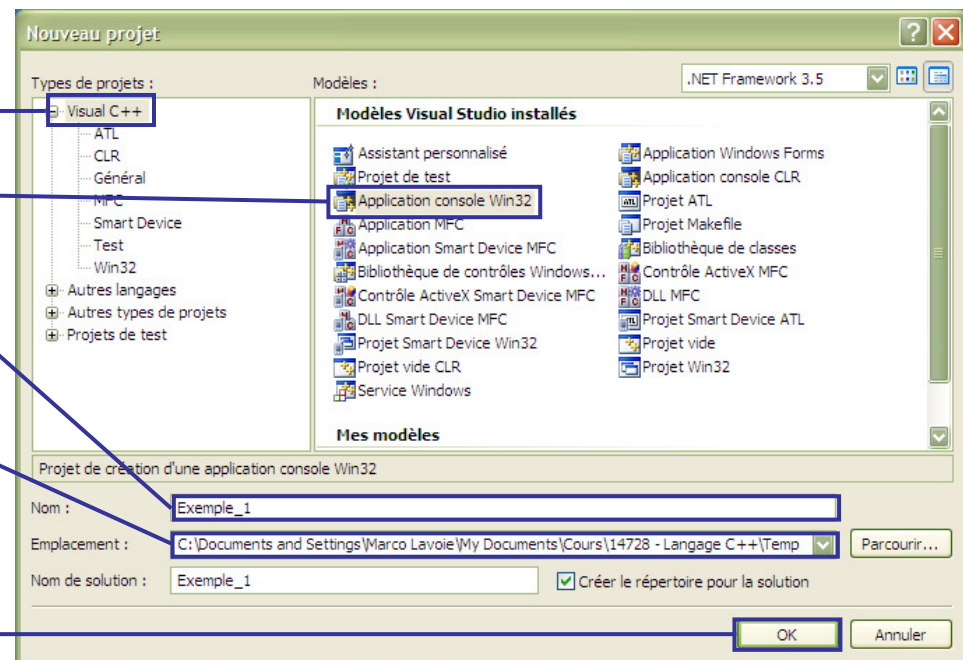 Nouveau projet
Types de projets :
Modèles :
.NET Framework 3.5
Visual C++
ATL
CLR
Général
MFC
Smart Device
Test
Win32
Autres langages
Autres types de projets
Projets de test
Modèles Visual Studio installés
Assistant personnalisé
Application Windows Forms
Projet de test
Application console CLR
Application console Win32
Projet ATL
Application MFC
Projet Makefile
Application Smart Device MFC
Bibliothèque de classes
Bibliothèque de contrôles Windows...
Contrôle ActiveX MFC
Contrôle ActiveX Smart Device MFC
DLL MFC
DLL Smart Device MFC
Projet Smart Device ATL
Projet Smart Device Win32
Projet vide
Projet vide CLR
Projet Win32
Service Windows
Mes modèles
Projet de création d'une application console Win32
Nom :
Exemple_1
Emplacement :
C:\Documents and Settings\Marco Lavoie\My Documents\Cours\14728 - Langage C++\Temp
Parcourir...
Nom de solution :
Exemple_1
Créer le répertoire pour la solution
OK
Annuler